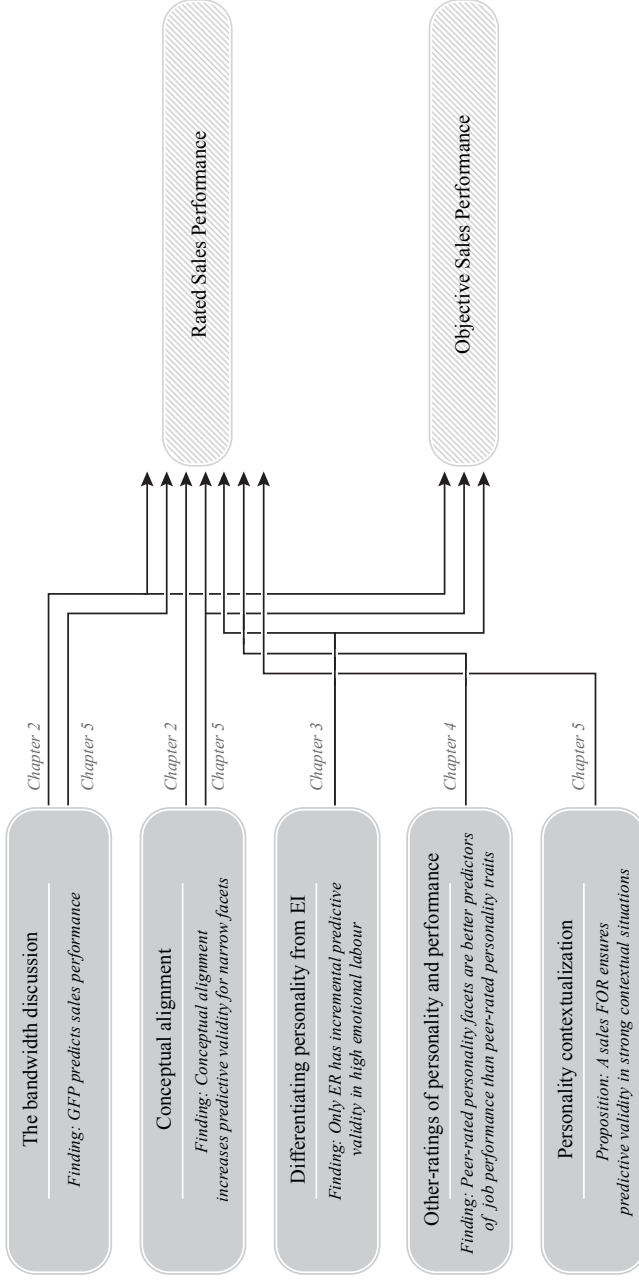 The bandwidth discussion
Finding: GFP predicts sales performance
Chapter 2
Chapter 5
Conceptual alignment
Finding: Conceptual alignment
increases predictive validity for narrow facets
Chapter 2
Chapter 5
Differentiating personality from EI
Finding: Only ER has incremental predictive
validity in high emotional labour
Chapter 3
Other-ratings of personality and performance
Finding: Peer-rated personality facets are better predictors
of job performance than peer-rated personality traits
Chapter 4
Personality contextualization
Proposition: A sales FOR ensures
predictive validity in strong contextual situations
Chapter 5
Rated Sales Performance
Objective Sales Performance